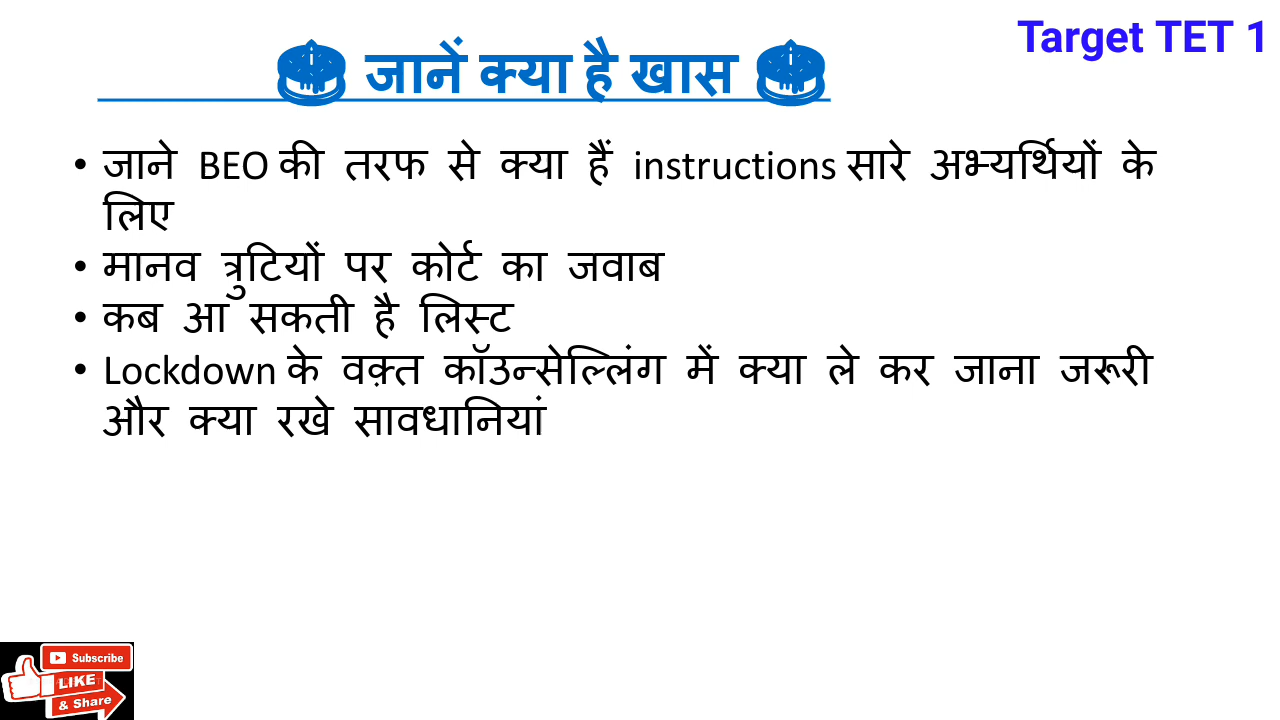 Target TET 1
🎂 जानें क्या है खास 🎂
• जाने BEO की तरफ से क्या हैं instructions सारे अभ्यर्थियों के
लिए
• मानव त्रुटियों पर कोर्ट का जवाब
• कब आ सकती है लिस्ट
• Lockdown के वक़्त कॉउन्सेल्लिंग में क्या ले कर जाना जरूरी
और क्या रखे सावधानियां
Subscribe
LIKE
& Share